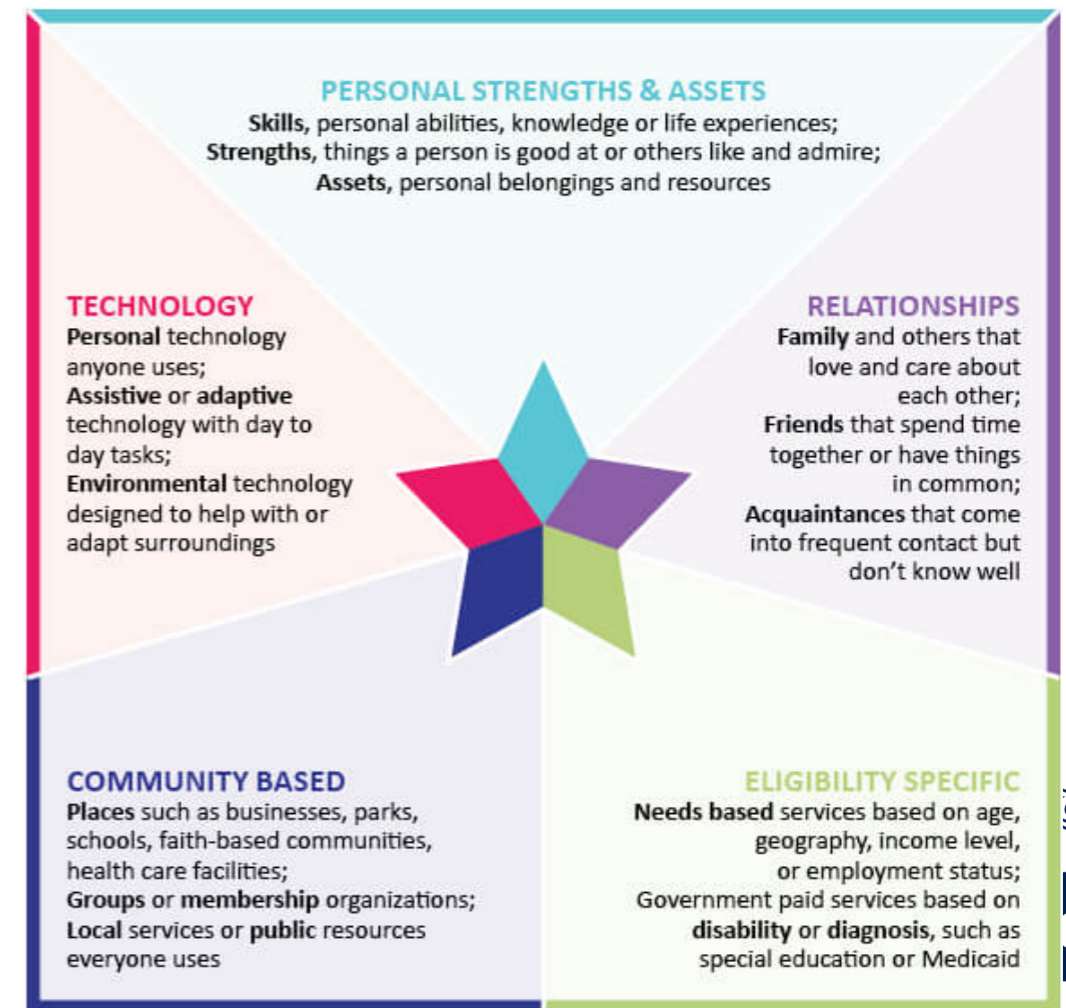 PERSONAL STRENGTHS & ASSETS
Skills, personal abilities, knowledge or life experiences;
Strengths, things a person is good at or others like and admire;
Assets, personal belongings and resources
TECHNOLOGY
Personal technology
anyone uses;
Assistive or adaptive
technology with day to
day tasks;
Environmental technology
designed to help with or
adapt surroundings
RELATIONSHIPS
Family and others that
love and care about
each other;
Friends that spend time
together or have things
in common;
Acquaintances that come
into frequent contact but
don’t know well
COMMUNITY BASED
Places such as businesses, parks,
schools, faith-based communities,
health care facilities;
Groups or membership organizations;
Local services or public resources
everyone uses
ELIGIBILITY SPECIFIC
Needs based services based on age,
geography, income level,
or employment status;
Government paid services based on
disability or diagnosis, such as
special education or Medicaid